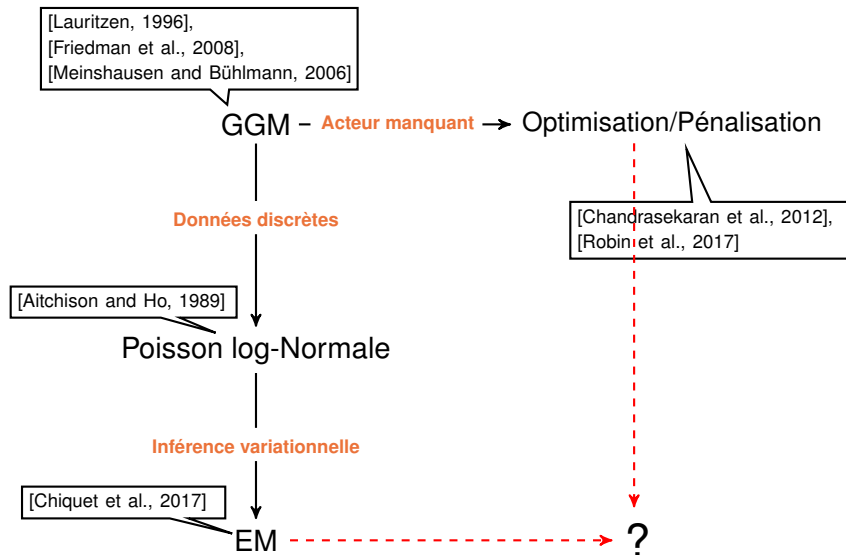 [Lauritzen, 1996],
[Friedman et al., 2008],
[Meinshausen and Bühlmann, 2006]
GGM
Acteur manquant
Optimisation/Pénalisation
Données discrètes
[Chandrasekaran et al., 2012],
[Robin et al., 2017]
[Aitchison and Ho, 1989]
Poisson log-Normale
Inférence variationnelle
[Chiquet et al., 2017]
EM
?